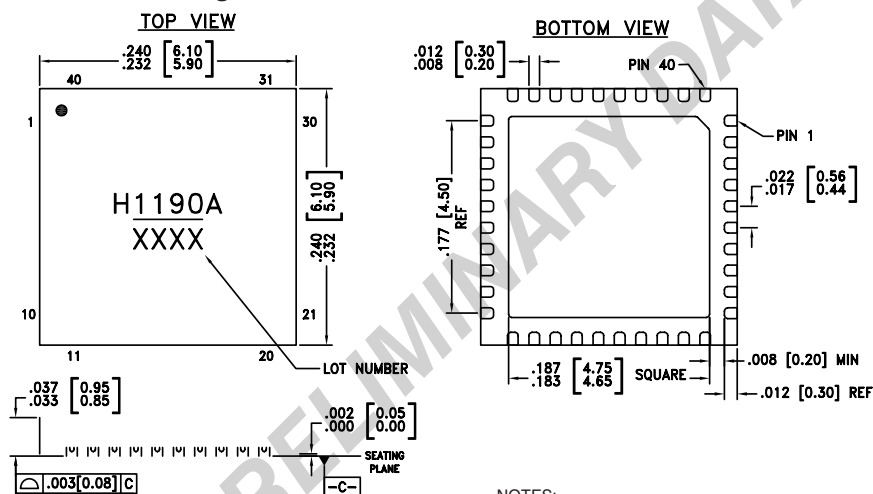 TOP VIEW
.240 [6.10]
.232 [5.90]
40 31
1 30
H1190A
XXXX
10 21
11 20
.240 [6.10]
.232 [5.90]
LOT NUMBER
.037 [0.95]
.033 [0.85]
.002 [0.05]
.000 [0.00]
SEATING
PLANE
.003[0.08] C
-C-
BOTTOM VIEW
.012 [0.30]
.008 [0.20]
PIN 40
PIN 1
.022 [0.56]
.017 [0.44]
.177 [4.50]
REF
.187 [4.75]
.183 [4.65]
SQUARE
.008 [0.20] MIN
.012 [0.30] REF
NOTES:
RELIMINARY DATA